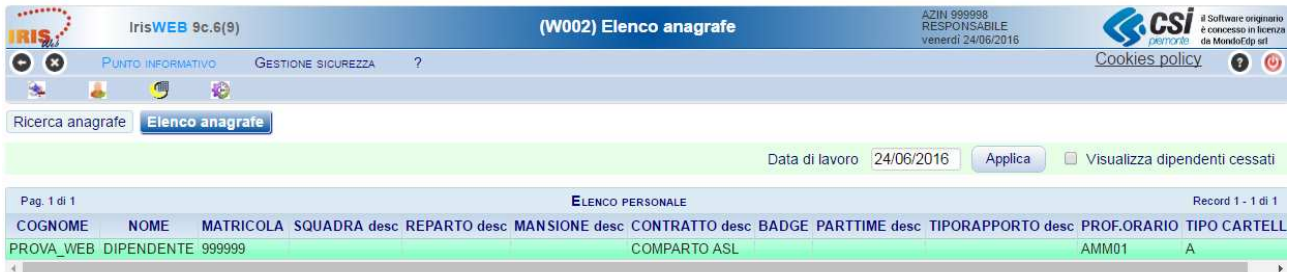 IRIS Web
IrisWEB 9c.6(9)
(W002) Elenco anagrafe
AZIN 999998
RESPONSABILE
venerdì 24/06/2016
CSI piemonte
il Software originario
è concesso in licenza
da MondoEdp srl
PUNTO INFORMATIVO GESTIONE SICUREZZA ?
Cookies policy ?
Ricerca anagrafe Elenco anagrafe
Data di lavoro 24/06/2016 Applica Visualizza dipendenti cessati
Pag. 1 di 1 ELENCO PERSONALE Record 1 - 1 di 1
COGNOME NOME MATRICOLA SQUADRA desc REPARTO desc MANSIONE desc CONTRATTO desc BADGE PARTTIME desc TIPORAPPORTO desc PROF.ORARIO TIPO CARTELL
PROVA_WEB DIPENDENTE 999999 COMPARTO ASL AMM01 A